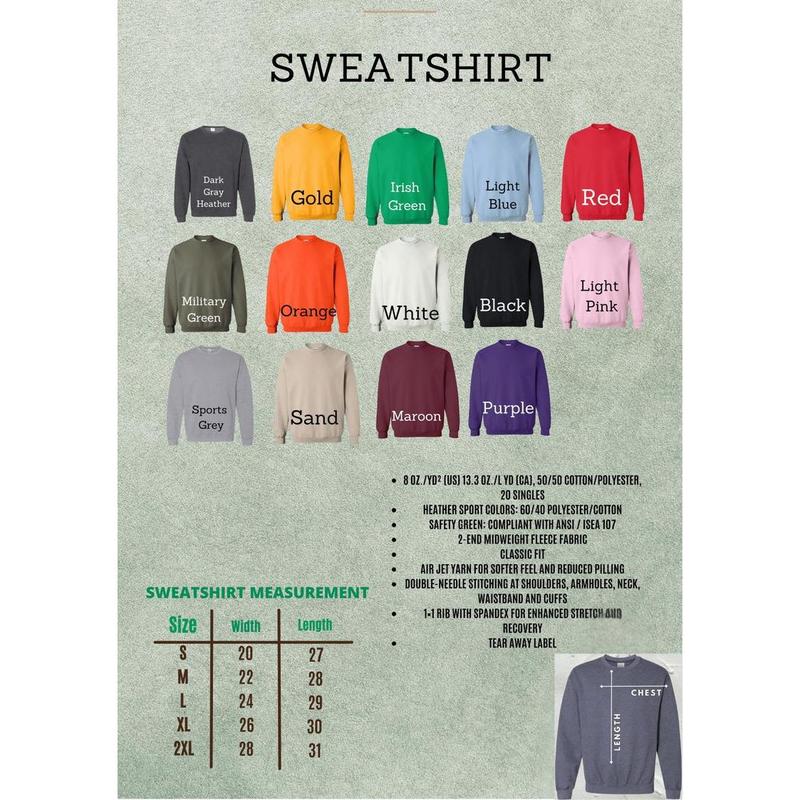 SWEATSHIRT
Dark
Gray
Heather
Gold
Irish
Green
Light
Blue
Red
Military
Green
Orange
White
Black
Light
Pink
Sports
Grey
Sand
Maroon
Purple
• 8 OZ./YD² (US) 13.3 OZ./L YD (CA), 50/50 COTTON/POLYESTER,
20 SINGLES
• HEATHER SPORT COLORS: 60/40 POLYESTER/COTTON
• SAFETY GREEN: COMPLIANT WITH ANSI / ISEA 107
• 2-END MIDWEIGHT FLEECE FABRIC
• CLASSIC FIT
• AIR JET YARN FOR SOFTER FEEL AND REDUCED PILLING
• DOUBLE-NEEDLE STITCHING AT SHOULDERS, ARMHOLES, NECK,
WAISTBAND AND CUFFS
• 1×1 RIB WITH SPANDEX FOR ENHANCED STRETCH AND
RECOVERY
• TEAR AWAY LABEL
SWEATSHIRT MEASUREMENT
Size Width Length
S 20 27
M 22 28
L 24 29
XL 26 30
2XL 28 31
CHEST
LENGTH